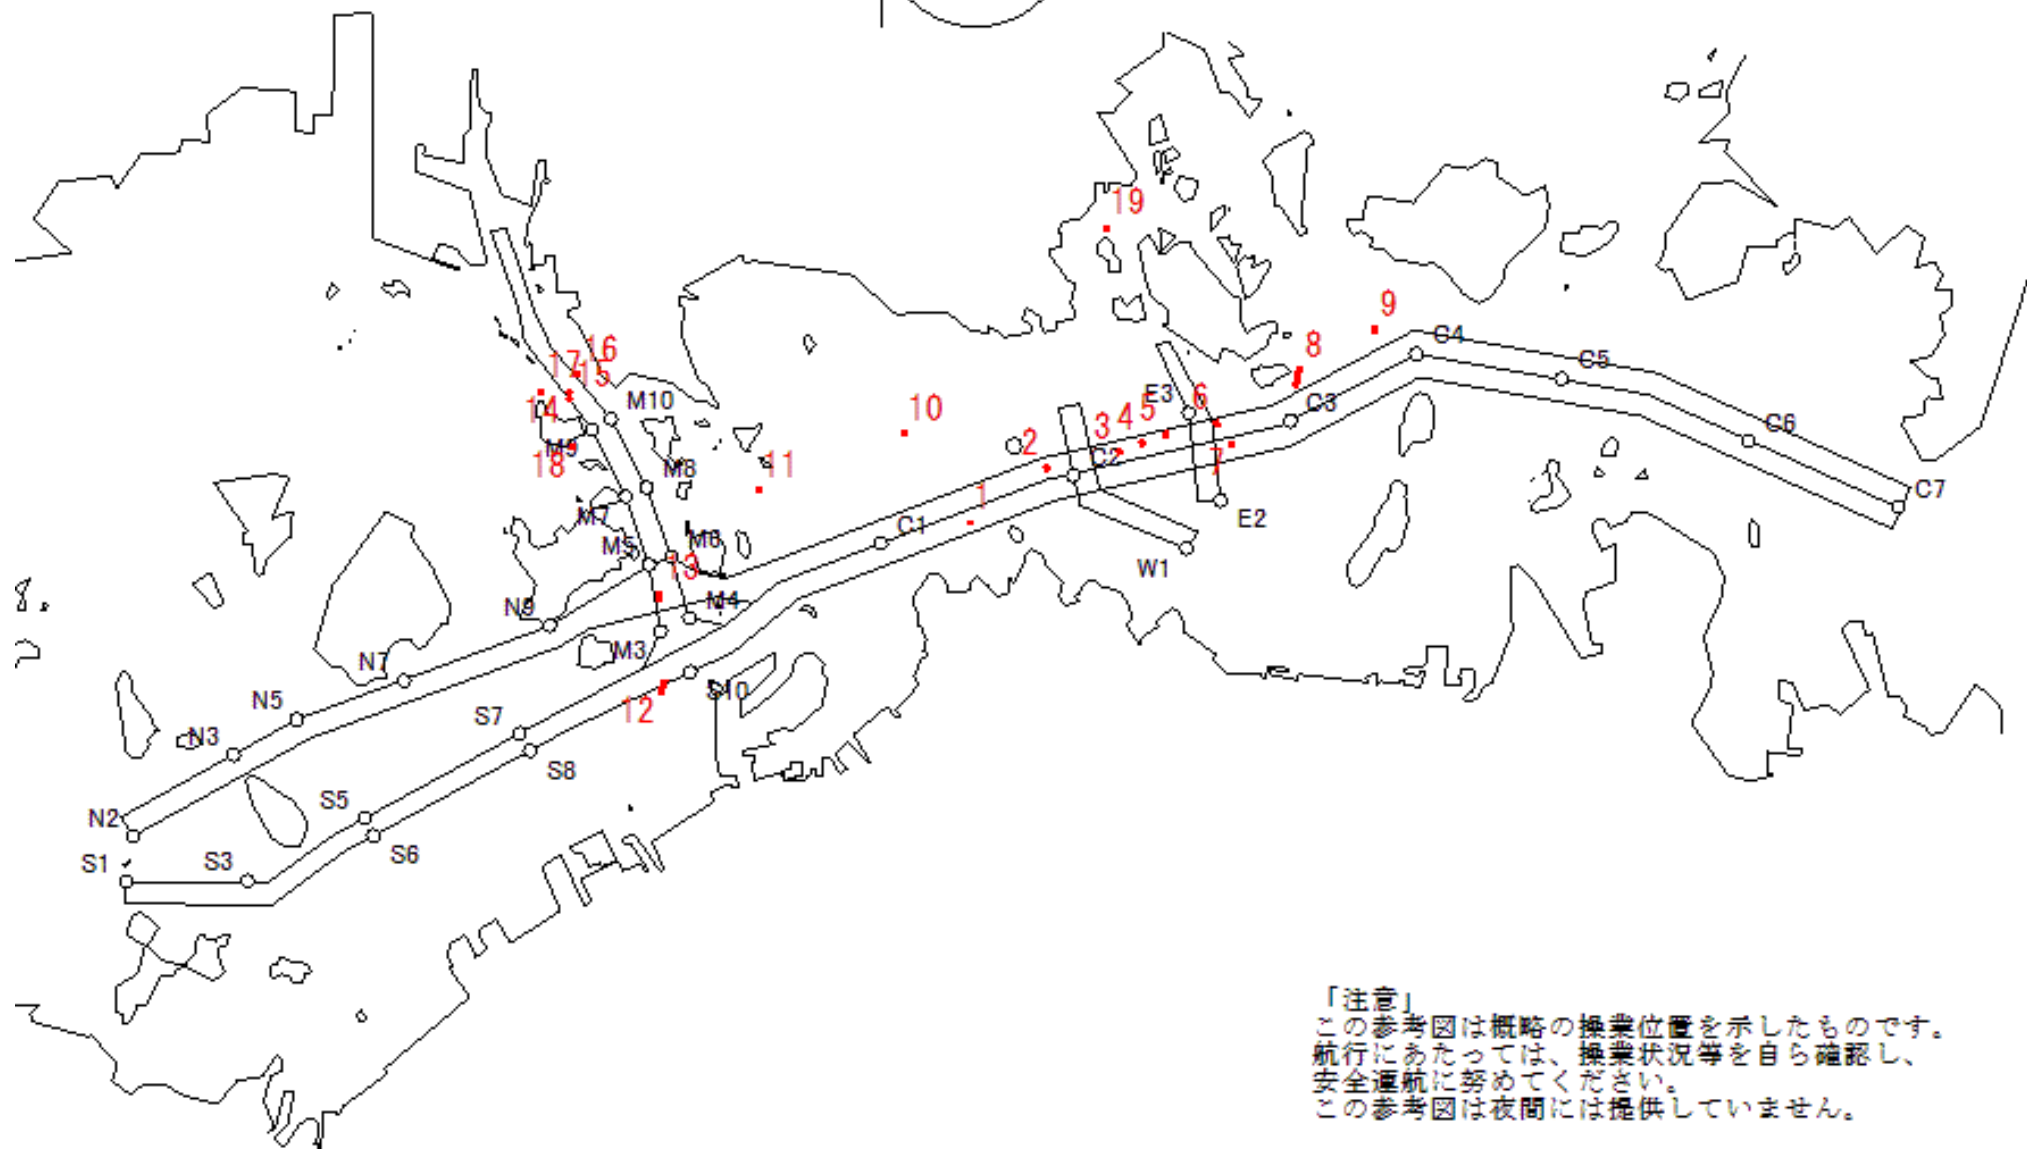 19
9
C4
8
C5
16
17
15
E3
6
M10
14
10
5
4
3
C3
C6
M9
2
C2
18
M8
11
7
C7
1
E2
M7
C1
M5
M6
13
W1
N9
M4
M3
N7
S10
N5
12
S7
N3
S8
S5
N2
S6
S1
S3
「注意」
この参考図は概略の操業位置を示したものです。
航行にあたっては、操業状況等を自ら確認し、
安全運航に努めてください。
この参考図は夜間には提供していません。